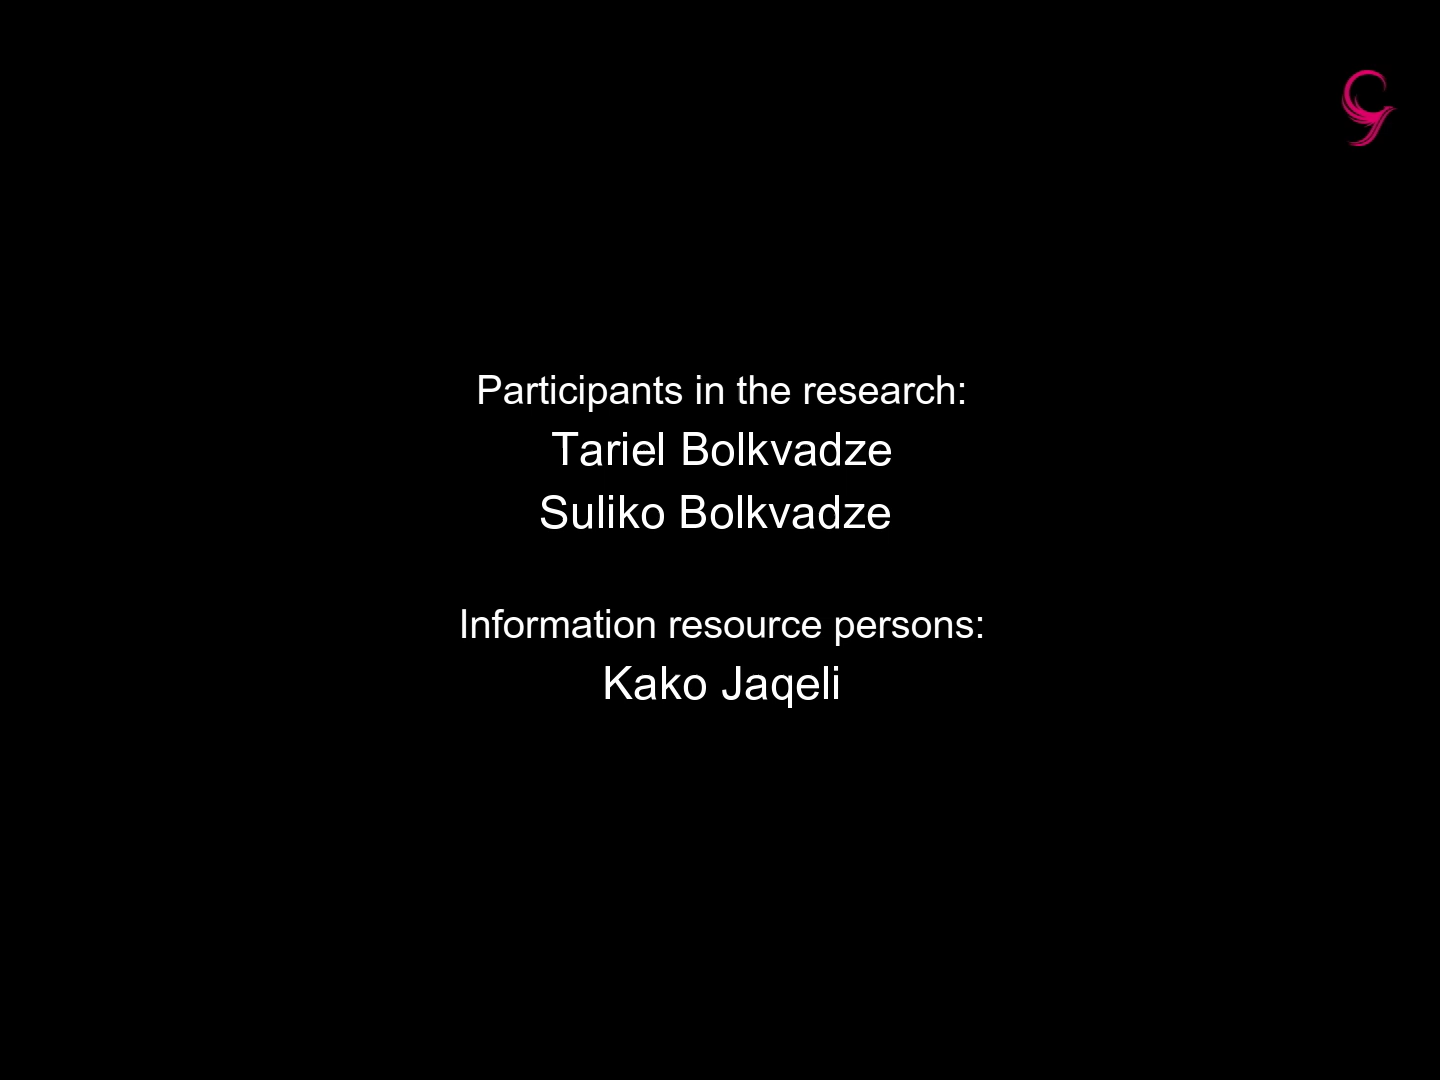 Participants in the research:
Tariel Bolkvadze
Suliko Bolkvadze
Information resource persons:
Kako Jaqeli